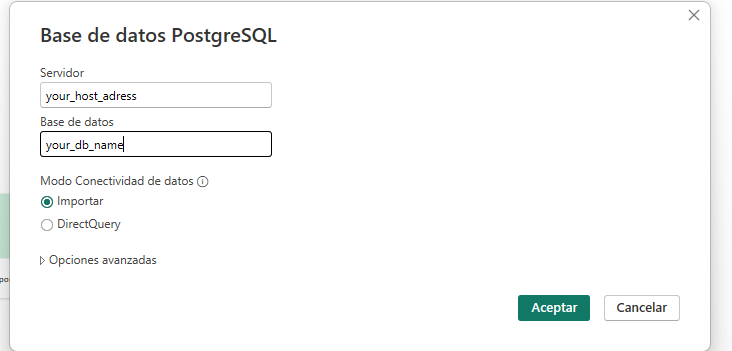 Base de datos PostgreSQL
Servidor
your_host_adress
Base de datos
your_db_name
Modo Conectividad de datos
Importar
DirectQuery
Opciones avanzadas
Aceptar
Cancelar